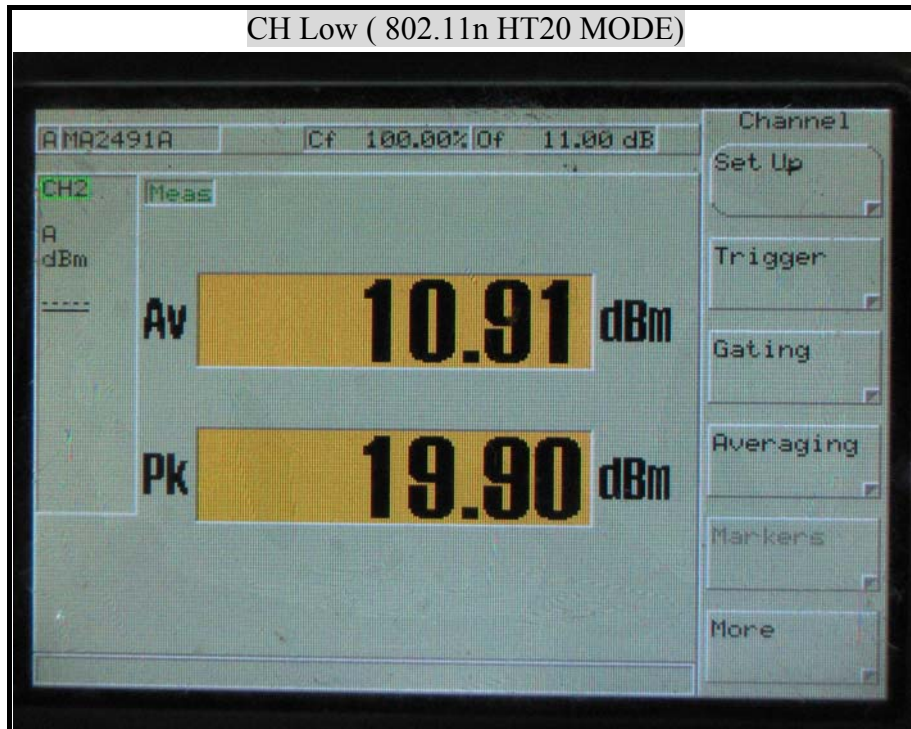 CH Low ( 802.11n HT20 MODE)
A MA2491A Cf 100.00% Of 11.00 dB
Channel
Set Up
CH2
Meas
A
dBm
-----
Av 10.91 dBm
Pk 19.90 dBm
Trigger
Gating
Averaging
Markers
More